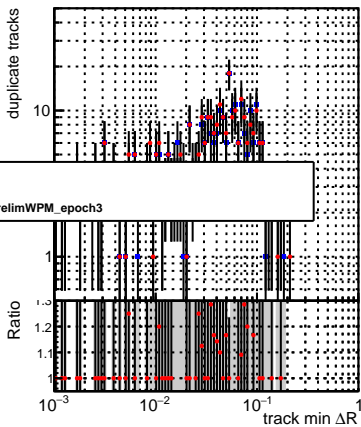 duplicate tracks
10
relimWPM_epoch3
1
Ratio
1.3
1.2
1.1
1
10⁻³
10⁻²
10⁻¹
1
track min ΔR